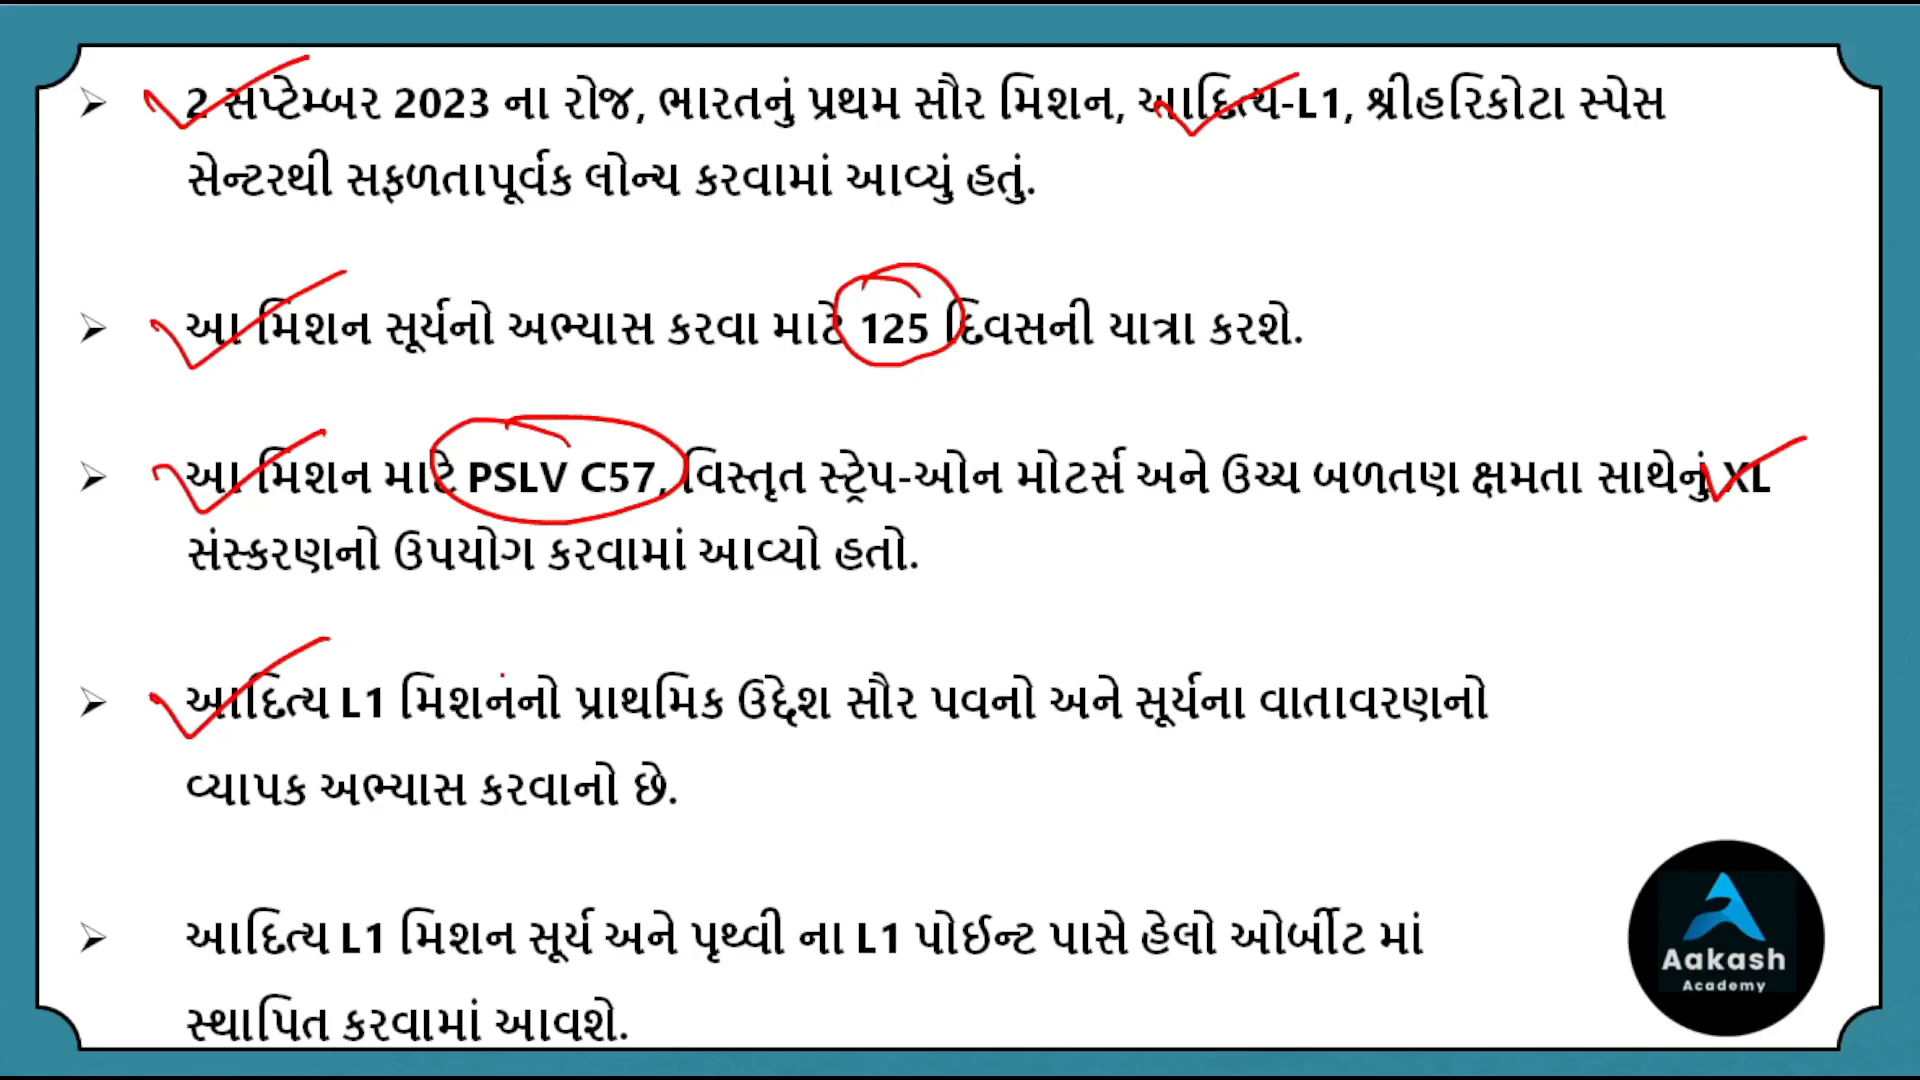 2 સપ્ટેમ્બર 2023 ના રોજ, ભારતનું પ્રથમ સૌર મિશન, આદિત્ય-L1, શ્રીહરિકોટા સ્પેસ
સેન્ટરથી સફળતાપૂર્વક લોન્ચ કરવામાં આવ્યું હતું.
આ મિશન સૂર્યનો અભ્યાસ કરવા માટે 125 દિવસની યાત્રા કરશે.
આ મિશન માટે PSLV C57, વિસ્તૃત સ્ટ્રેપ-ઓન મોટર્સ અને ઉચ્ચ બળતણ ક્ષમતા સાથેનું XL
સંસ્કરણનો ઉપયોગ કરવામાં આવ્યો હતો.
આદિત્ય L1 મિશનનો પ્રાથમિક ઉદ્દેશ સૌર પવનો અને સૂર્યના વાતાવરણનો
વ્યાપક અભ્યાસ કરવાનો છે.
આદિત્ય L1 મિશન સૂર્ય અને પૃથ્વી ના L1 પોઈન્ટ પાસે હેલો ઓર્બીટ માં
સ્થાપિત કરવામાં આવશે.
Aakash
Academy